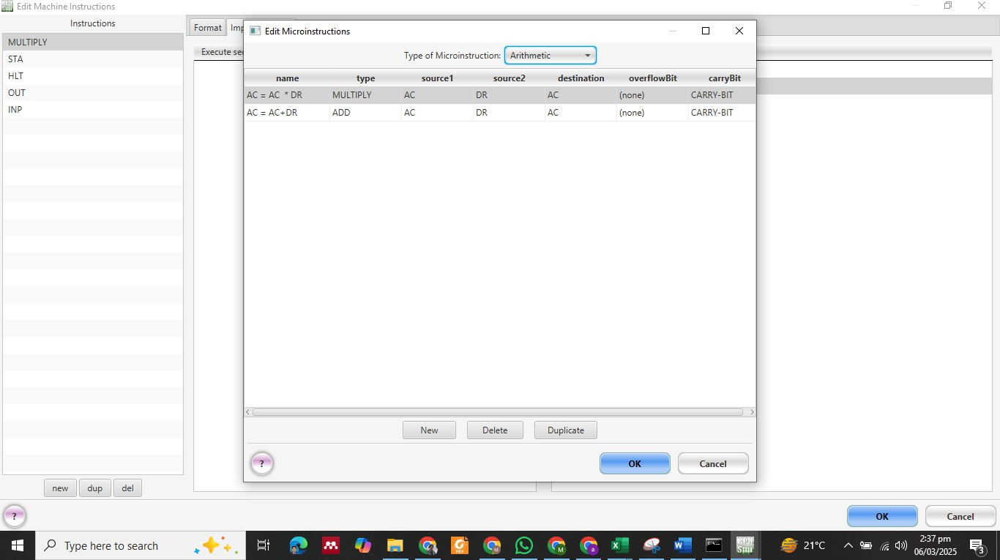 Edit Machine Instructions
Instructions
MULTIPLY
STA
HLT
OUT
INP
new dup del
Format
Execute
Edit Microinstructions
Type of Microinstruction: Arithmetic
name type source1 source2 destination overflowBit carryBit
AC = AC * DR MULTIPLY AC DR AC (none) CARRY-BIT
AC = AC+DR ADD AC DR AC (none) CARRY-BIT
New Delete Duplicate
? OK Cancel
? OK Cancel
Type here to search
21°C
2:37 pm
06/03/2025
3